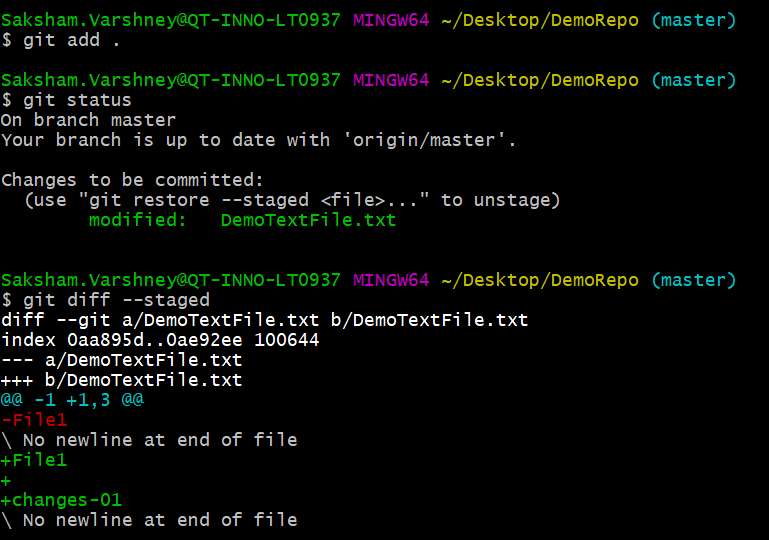 Saksham.Varshney@QT-INNO-LT0937 MINGW64 ~/Desktop/DemoRepo (master)
$ git add .
Saksham.Varshney@QT-INNO-LT0937 MINGW64 ~/Desktop/DemoRepo (master)
$ git status
On branch master
Your branch is up to date with 'origin/master'.
Changes to be committed:
  (use "git restore --staged <file>..." to unstage)
        modified:   DemoTextFile.txt
Saksham.Varshney@QT-INNO-LT0937 MINGW64 ~/Desktop/DemoRepo (master)
$ git diff --staged
diff --git a/DemoTextFile.txt b/DemoTextFile.txt
index 0aa895d..0ae92ee 100644
--- a/DemoTextFile.txt
+++ b/DemoTextFile.txt
@@ -1 +1,3 @@
-File1
\ No newline at end of file
+File1
+
+changes-01
\ No newline at end of file